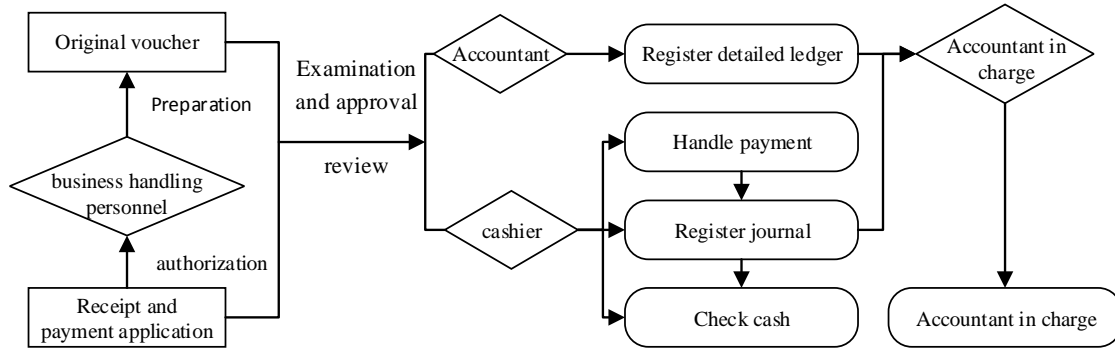 Original voucher
Preparation
business handling
personnel
authorization
Receipt and
payment application
Examination
and approval
review
Accountant
cashier
Register detailed ledger
Handle payment
Register journal
Check cash
Accountant in
charge
Accountant in charge